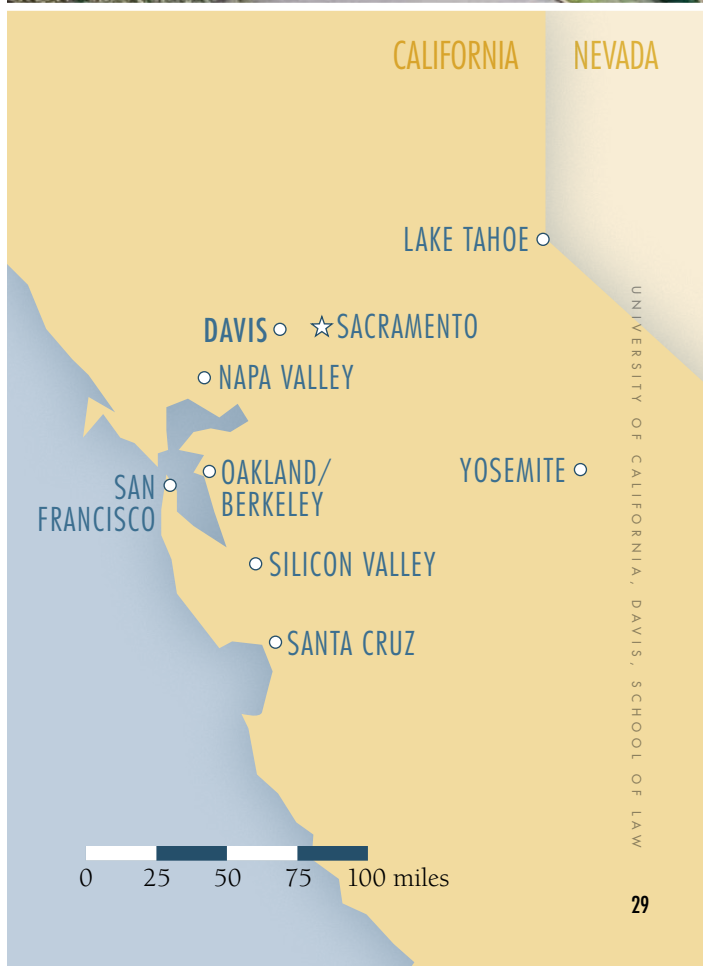 CALIFORNIA
NEVADA
LAKE TAHOE
DAVIS
SACRAMENTO
NAPA VALLEY
OAKLAND/
BERKELEY
YOSEMITE
SAN
FRANCISCO
SILICON VALLEY
SANTA CRUZ
0 25 50 75 100 miles
UNIVERSITY OF CALIFORNIA, DAVIS, SCHOOL OF LAW
29